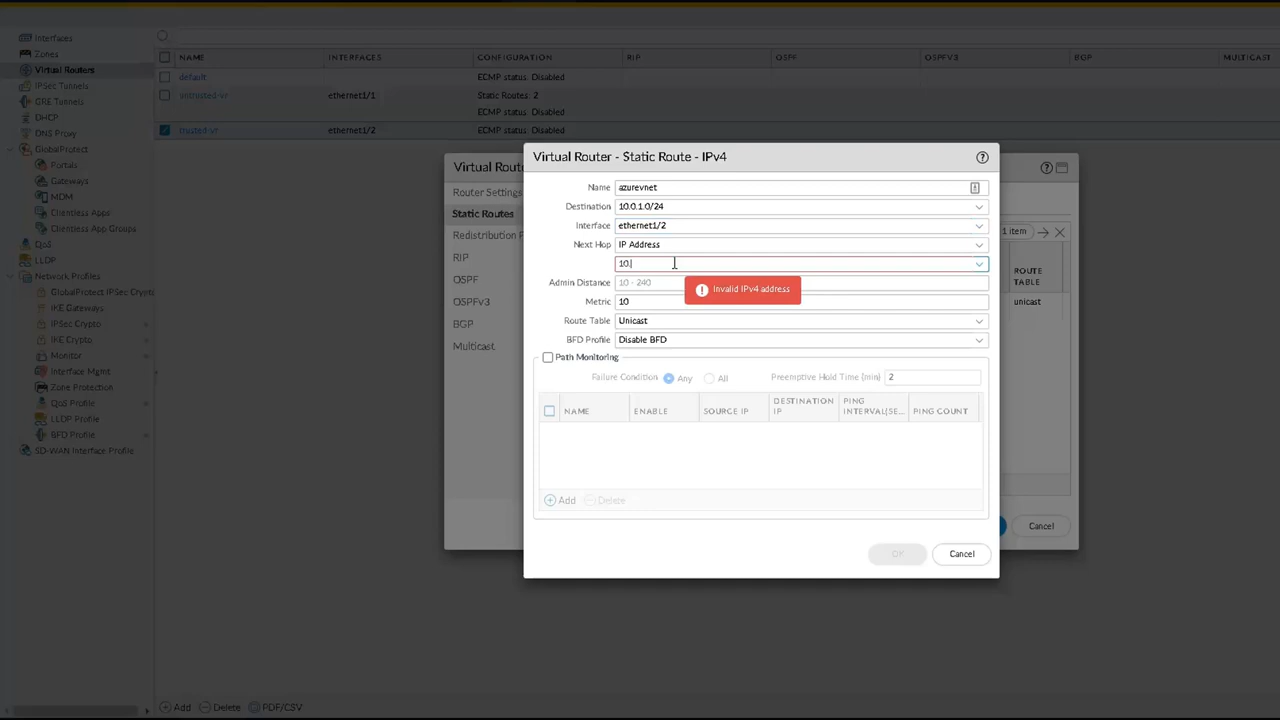 Interfaces
Zones
Virtual Routers
IPSec Tunnels
GRE Tunnels
DHCP
DNS Proxy
GlobalProtect
Portals
Gateways
MDM
Clientless Apps
Clientless App Groups
QoS
LLDP
Network Profiles
GlobalProtect IPSec Cryp
IKE Gateways
IPSec Crypto
IKE Crypto
Monitor
Interface Mgmt
Zone Protection
QoS Profile
LLDP Profile
BFD Profile
SD-WAN Interface Profile
NAME INTERFACES CONFIGURATION RIP OSPF OSPFV3 BGP MULTICAST
default ECMP status: Disabled
untrusted-vr ethernet1/1 Static Routes: 2
ECMP status: Disabled
trusted-vr ethernet1/2 ECMP status: Disabled
Virtual Rou
Router Settings
Static Routes
Redistribution P
RIP
OSPF
OSPFv3
BGP
Multicast
1 item
ROUTE
TABLE
unicast
Cancel
Virtual Router - Static Route - IPv4
Name azurevnet
Destination 10.0.1.0/24
Interface ethernet1/2
Next Hop IP Address
10.
Admin Distance 10 - 240
Invalid IPv4 address
Metric 10
Route Table Unicast
BFD Profile Disable BFD
Path Monitoring
Failure Condition Any All Preemptive Hold Time (min) 2
NAME ENABLE SOURCE IP DESTINATION IP PING INTERVAL(SE... PING COUNT
Add Delete
OK Cancel
Add Delete PDF/CSV